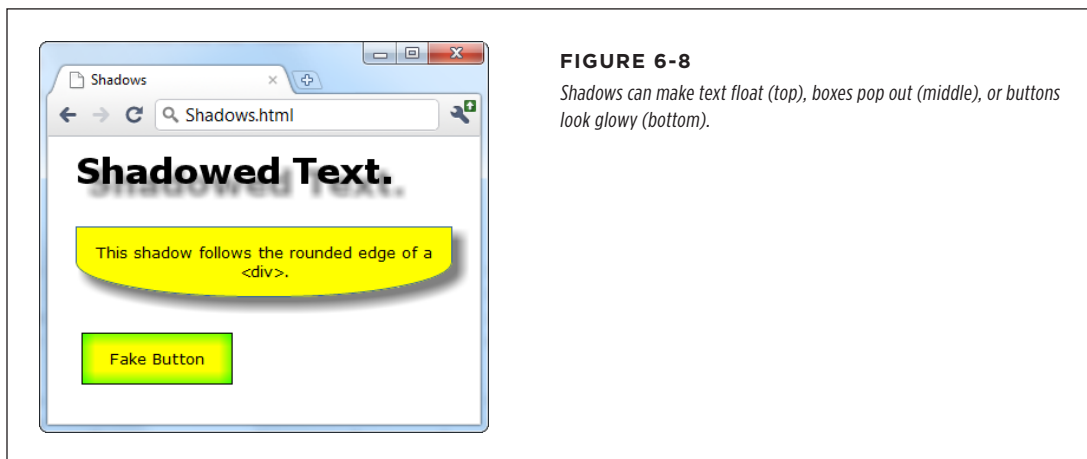 Shadows
Shadows.html
Shadowed Text.
This shadow follows the rounded edge of a
<div>.
Fake Button
FIGURE 6-8
Shadows can make text float (top), boxes pop out (middle), or buttons
look glowy (bottom).